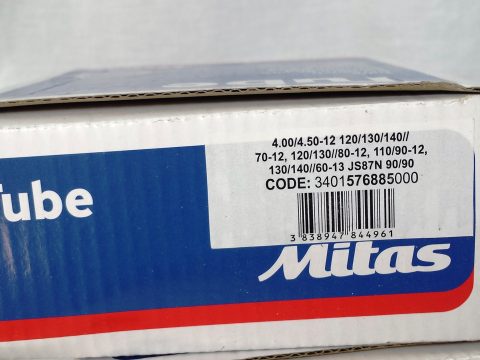 4.00/4.50-12 120/130/140//
70-12, 120/130//80-12, 110/90-12,
130/140//60-13 JS87N 90/90
CODE: 3401576885000
3 838947 844961
Tube
Mitas